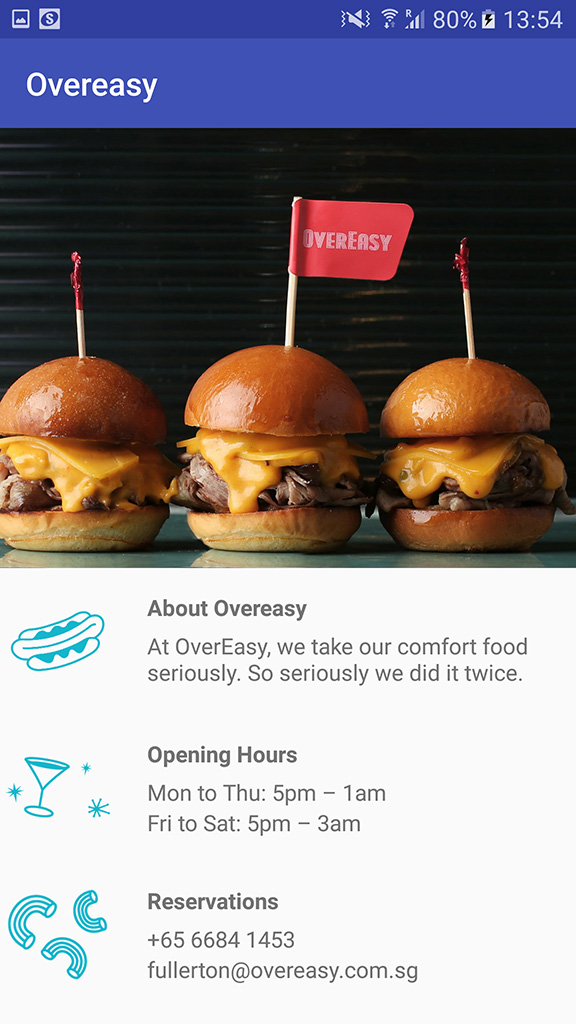 80% 13:54
Overeasy
OVEREASY
About Overeasy
At OverEasy, we take our comfort food
seriously. So seriously we did it twice.
Opening Hours
Mon to Thu: 5pm – 1am
Fri to Sat: 5pm – 3am
Reservations
+65 6684 1453
fullerton@overeasy.com.sg